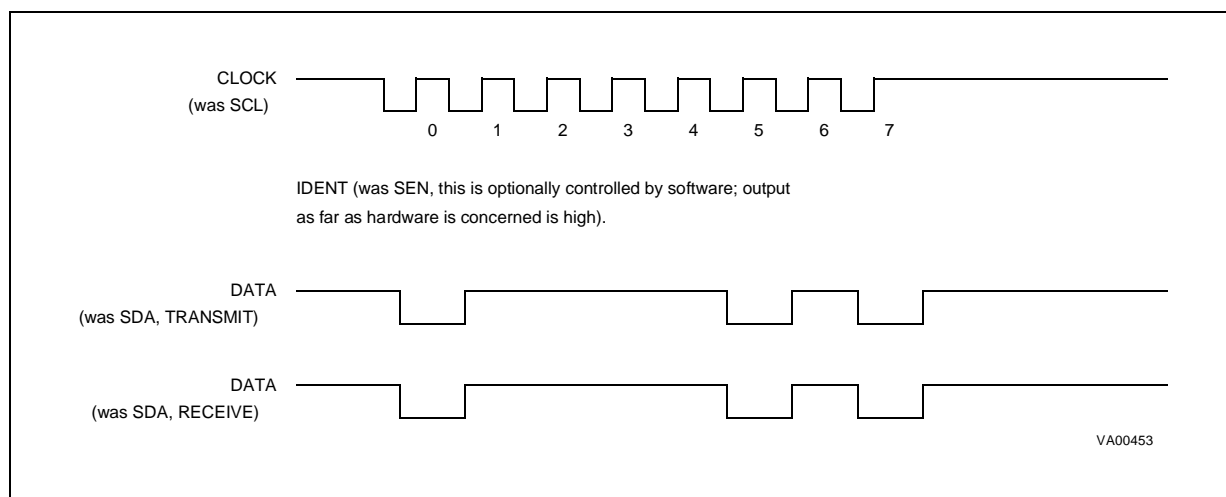 CLOCK
(was SCL)
0 1 2 3 4 5 6 7
IDENT (was SEN, this is optionally controlled by software; output
as far as hardware is concerned is high).
DATA
(was SDA, TRANSMIT)
DATA
(was SDA, RECEIVE)
VA00453